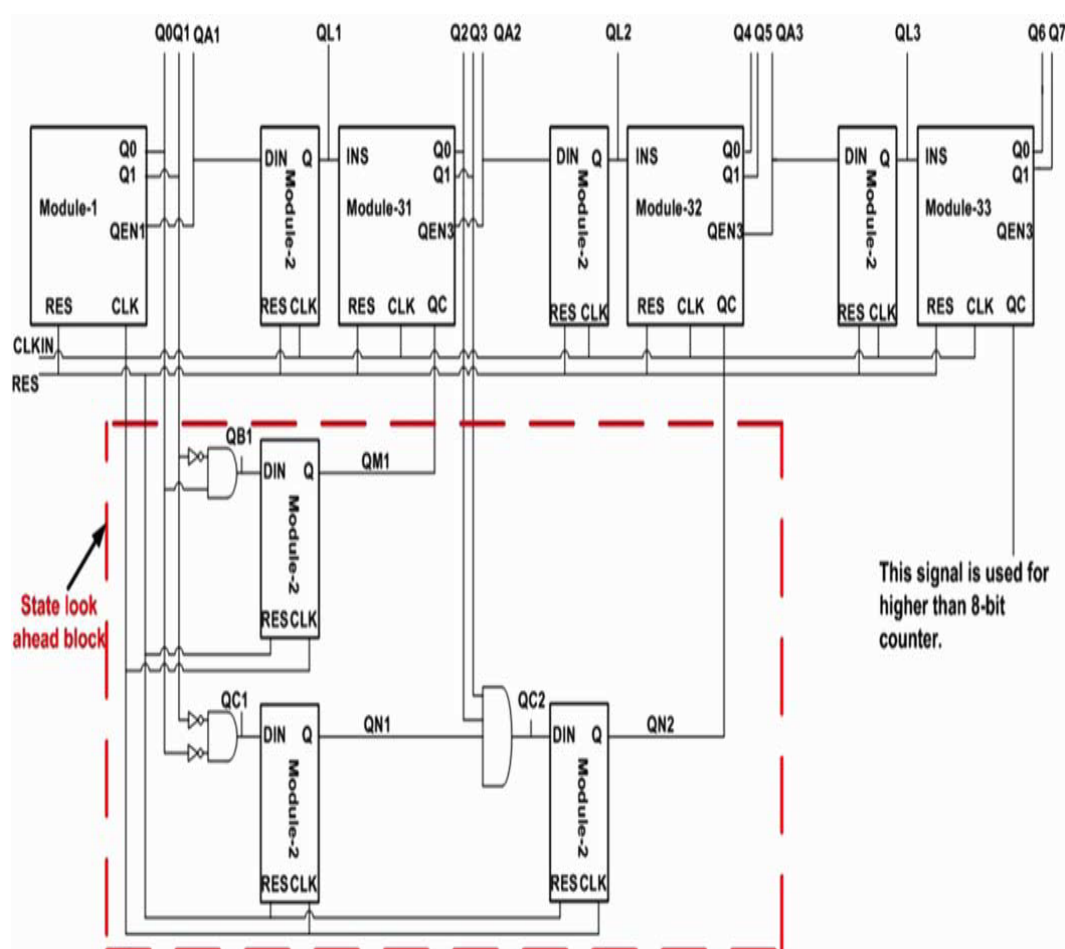 Q0 Q1 QA1
QL1
Q2 Q3 QA2
QL2
Q4 Q5 QA3
QL3
Q6 Q7
Module-1
Q0
Q1
QEN1
RES CLK
DIN Q
Module-2
RES CLK
INS
Q0
Q1
Module-31
QEN3
RES CLK QC
DIN Q
Module-2
RES CLK
INS
Q0
Q1
Module-32
QEN3
RES CLK QC
DIN Q
Module-2
RES CLK
INS
Q0
Q1
Module-33
QEN3
RES CLK QC
CLKIN
RES
QB1
DIN Q
Module-2
RES CLK
QM1
State look
ahead block
This signal is used for
higher than 8-bit
counter.
QC1
DIN Q
Module-2
RES CLK
QN1
QC2
DIN Q
Module-2
RES CLK
QN2